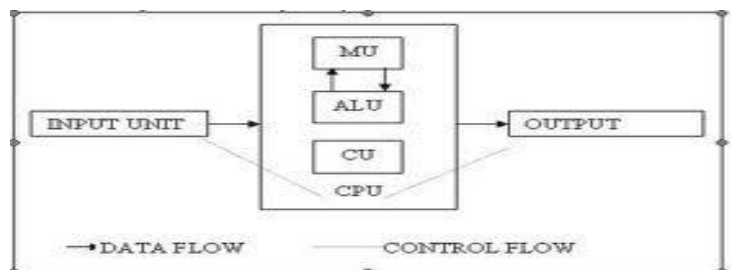 MU
ALU
INPUT UNIT
OUTPUT
CU
CPU
DATA FLOW
CONTROL FLOW